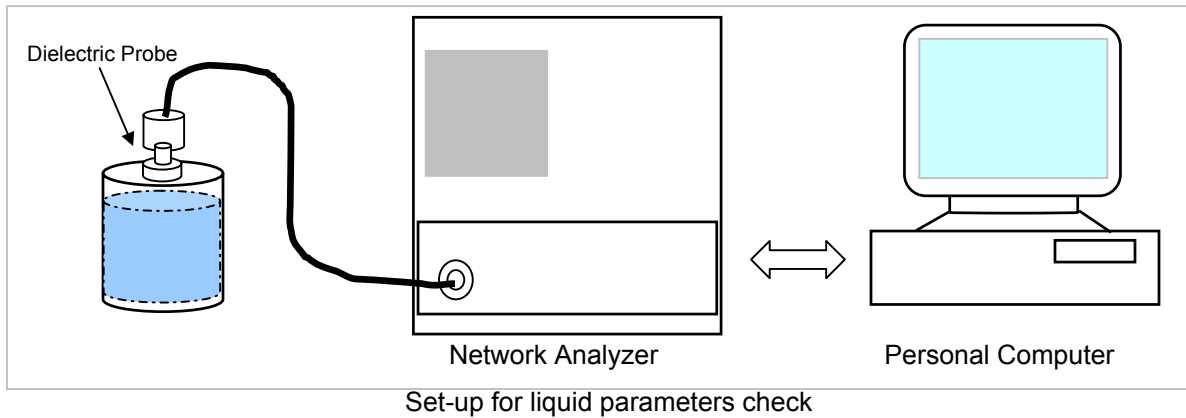 Dielectric Probe
Network Analyzer
Personal Computer
Set-up for liquid parameters check